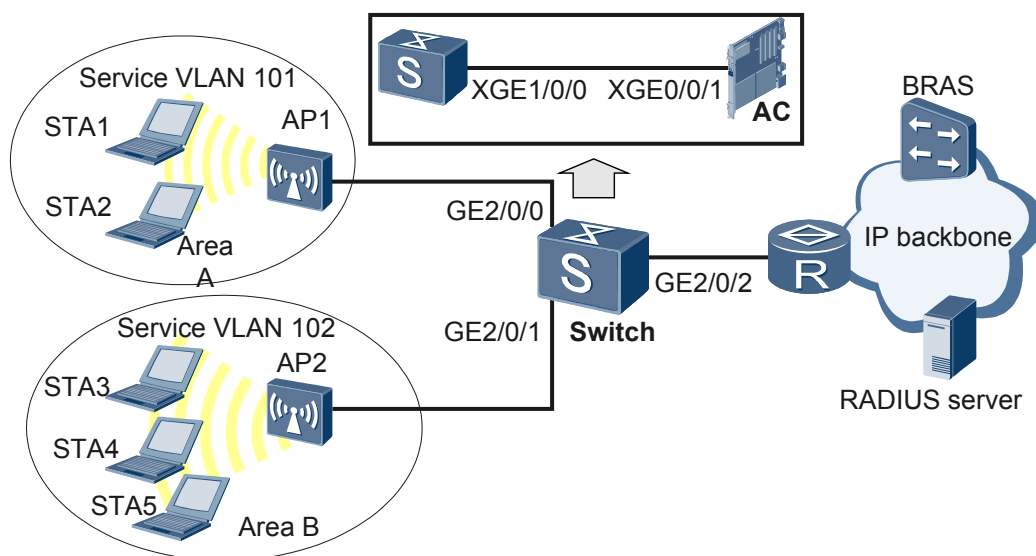 Service VLAN 101
STA1
AP1
STA2
Area
A
S
XGE1/0/0
XGE0/0/1
AC
BRAS
GE2/0/0
S
Switch
GE2/0/2
R
IP backbone
RADIUS server
GE2/0/1
Service VLAN 102
STA3
AP2
STA4
STA5
Area B